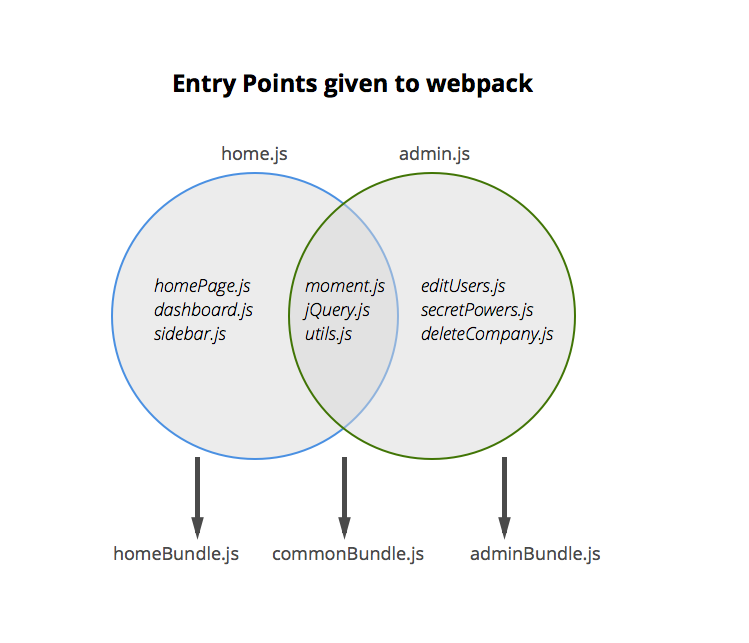 Entry Points given to webpack
home.js
admin.js
homePage.js
dashboard.js
sidebar.js
moment.js
jQuery.js
utils.js
editUsers.js
secretPowers.js
deleteCompany.js
homeBundle.js
commonBundle.js
adminBundle.js